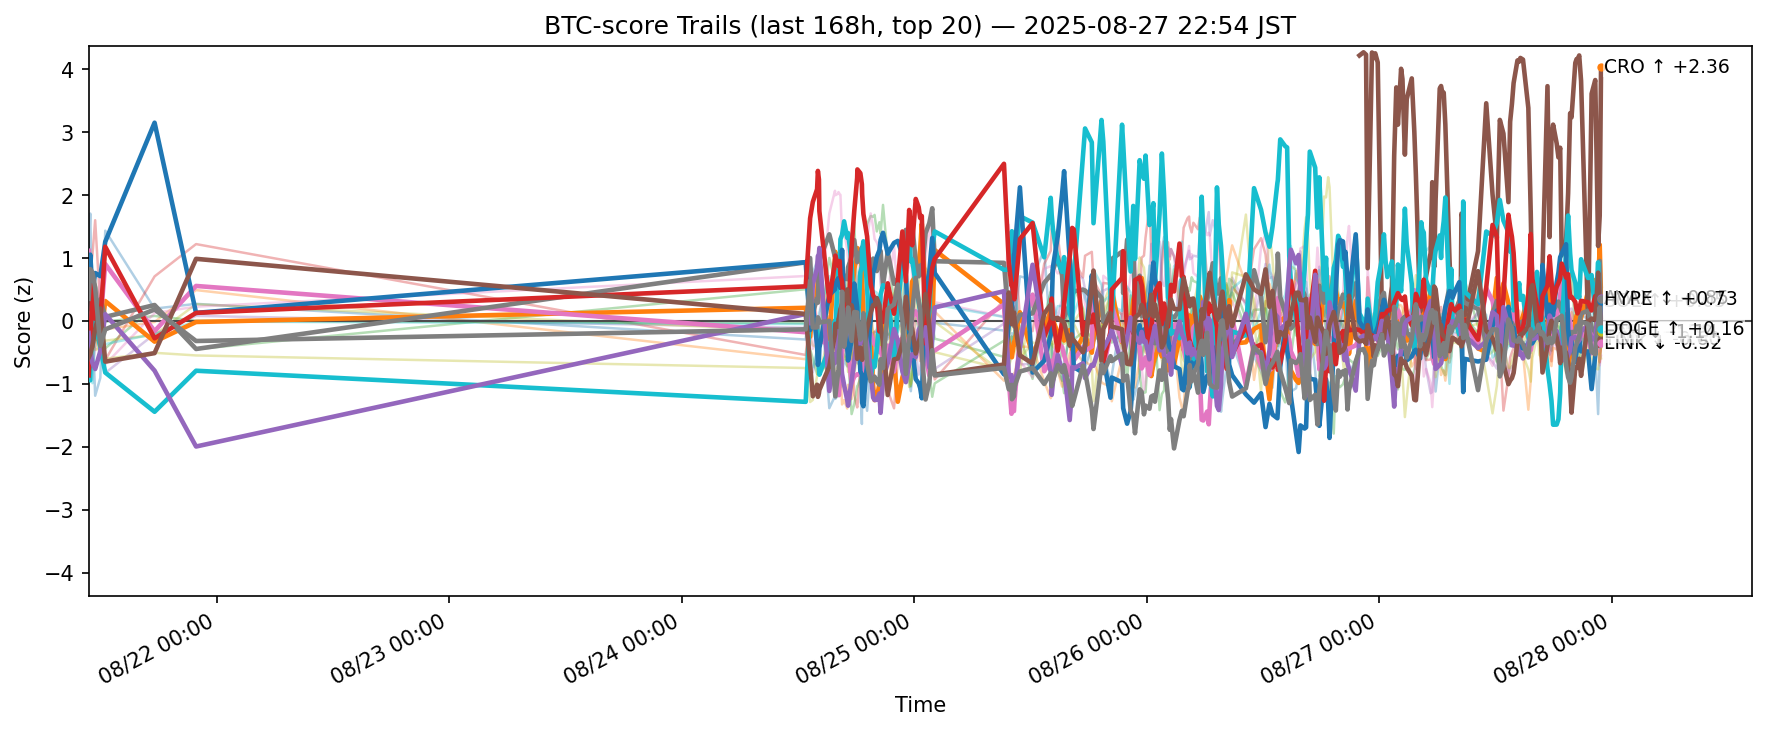 BTC-score Trails (last 168h, top 20) — 2025-08-27 22:54 JST
Score (z)
4
3
2
1
0
−1
−2
−3
−4
CRO ↑ +2.36
HYPE ↑ +0.73
DOGE ↑ +0.16
LINK ↓ -0.52
08/22 00:00
08/23 00:00
08/24 00:00
08/25 00:00
08/26 00:00
08/27 00:00
08/28 00:00
Time